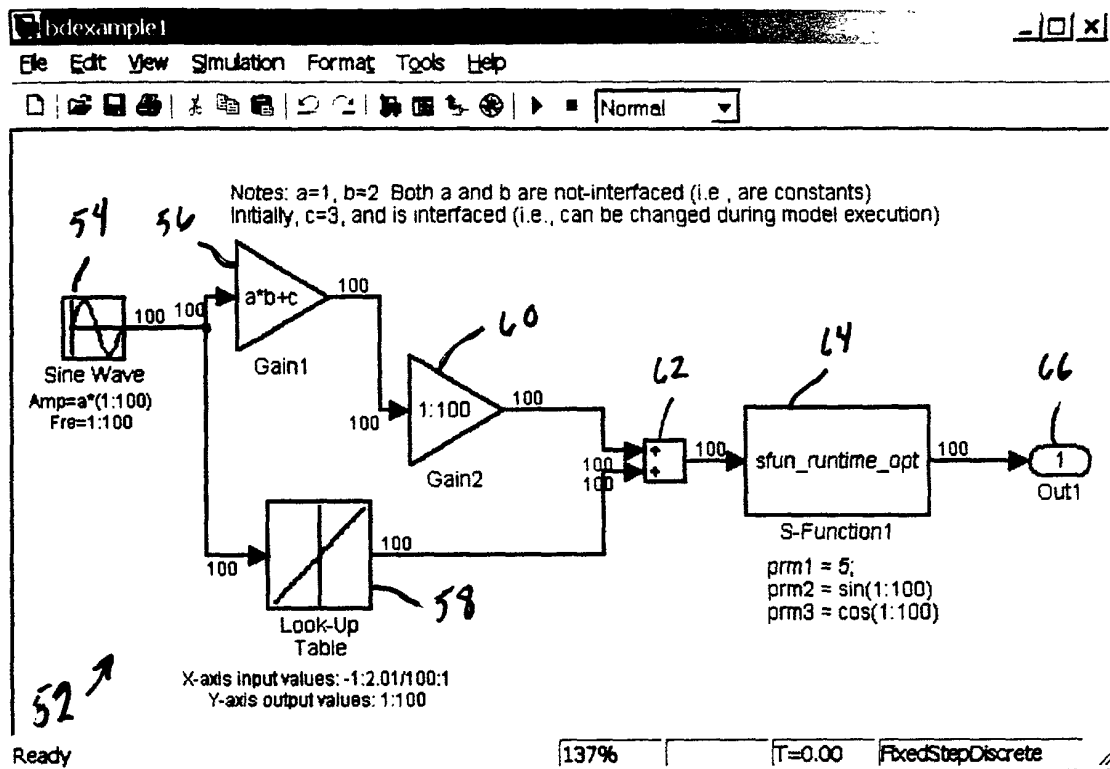 bdexample1
File Edit View Simulation Format Tools Help
Normal
Notes: a=1, b=2 Both a and b are not-interfaced (i.e., are constants)
Initially, c=3, and is interfaced (i.e., can be changed during model execution)
54
56
100
100
a*b+c
100
Gain1
Sine Wave
Amp=a*(1:100)
Fre=1:100
60
100
1:100
100
Gain2
62
100
100
+
+
100
64
sfun_runtime_opt
100
S-Function1
prm1 = 5;
prm2 = sin(1:100)
prm3 = cos(1:100)
66
1
Out1
100
100
58
Look-Up
Table
X-axis input values: -1:2.01/100:1
Y-axis output values: 1:100
52
Ready
137%
T=0.00
FixedStepDiscrete